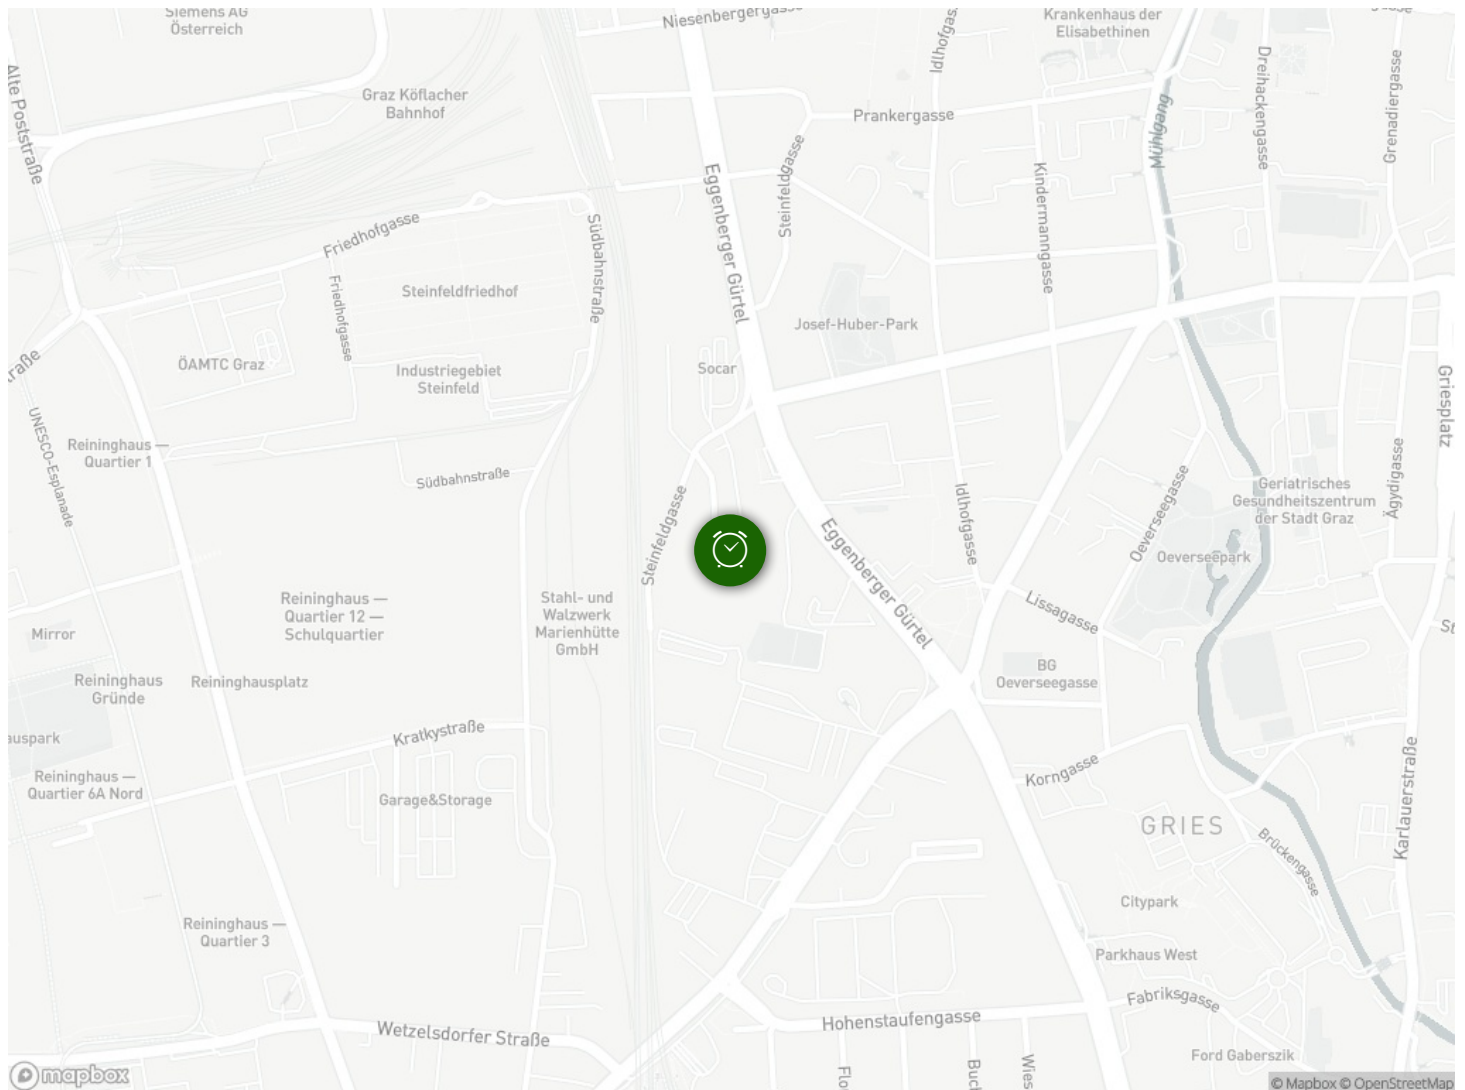 Siemens AG
Österreich
Niesenbergergasse
Krankenhaus der
Elisabethinen
Alte Poststraße
Graz Köflacher
Bahnhof
Prankergasse
Mühlgang
Dreihackengasse
Grenadiergasse
Steinfeldgasse
Eggenberger Gürtel
Kindermanngasse
Friedhofgasse
Südbahnstraße
Steinfeldfriedhof
Friedhofgasse
Josef-Huber-Park
ÖAMTC Graz
Industriegebiet
Steinfeld
Socar
Griesplatz
UNESCO-Esplanade
Reininghaus —
Quartier 1
Südbahnstraße
Steinfeldgasse
Idlhofgasse
Oeverseegasse
Geriatrisches
Gesundheitszentrum
der Stadt Graz
Ägydigasse
Eggenberger Gürtel
Oeverseepark
Reininghaus —
Quartier 12 —
Schulquartier
Stahl- und
Walzwerk
Marienhütte
GmbH
Lissagasse
Mirror
Reininghaus
Gründe
Reininghausplatz
BG
Oeverseegasse
auspark
Kratkystraße
Korngasse
Karlauerstraße
Reininghaus —
Quartier 6A Nord
Garage&Storage
GRIES
Brückengasse
Citypark
Reininghaus —
Quartier 3
Parkhaus West
Fabriksgasse
Wetzelsdorfer Straße
Hohenstaufengasse
Ford Gaberszik
Flo
Buc
Wies
mapbox
© Mapbox © OpenStreetMap